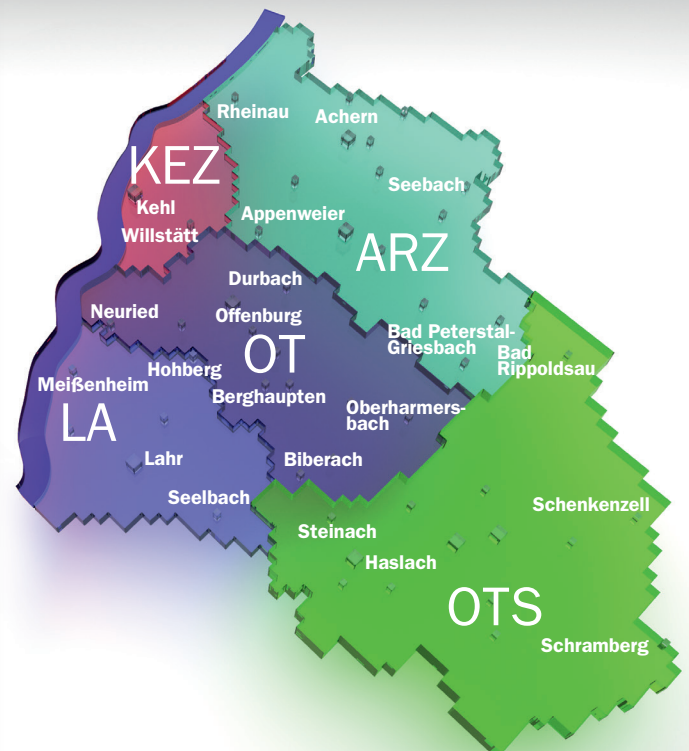 Rheinau
Achern
KEZ
Seebach
Kehl
Appenweier
Willstätt
ARZ
Durbach
Neuried
Offenburg
Bad Peterstal-
Griesbach
OT
Bad
Rippoldsau
Hohberg
Meißenheim
Berghaupten
Oberharmers-
bach
LA
Lahr
Biberach
Seelbach
Schenkenzell
Steinach
Haslach
OTS
Schramberg